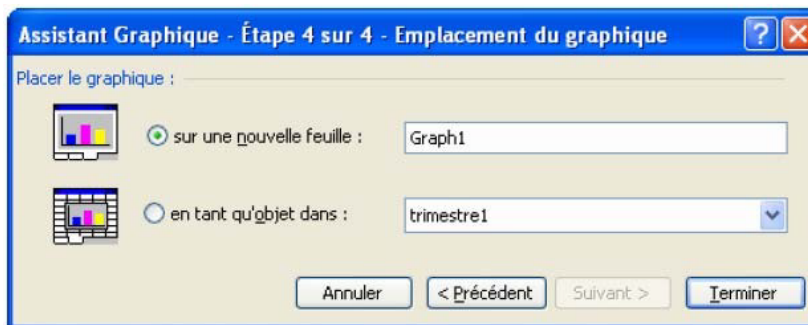 Assistant Graphique - Étape 4 sur 4 - Emplacement du graphique ?
Placer le graphique :
sur une nouvelle feuille : Graph1
en tant qu'objet dans : trimestre1
Annuler < Précédent Suivant > Terminer